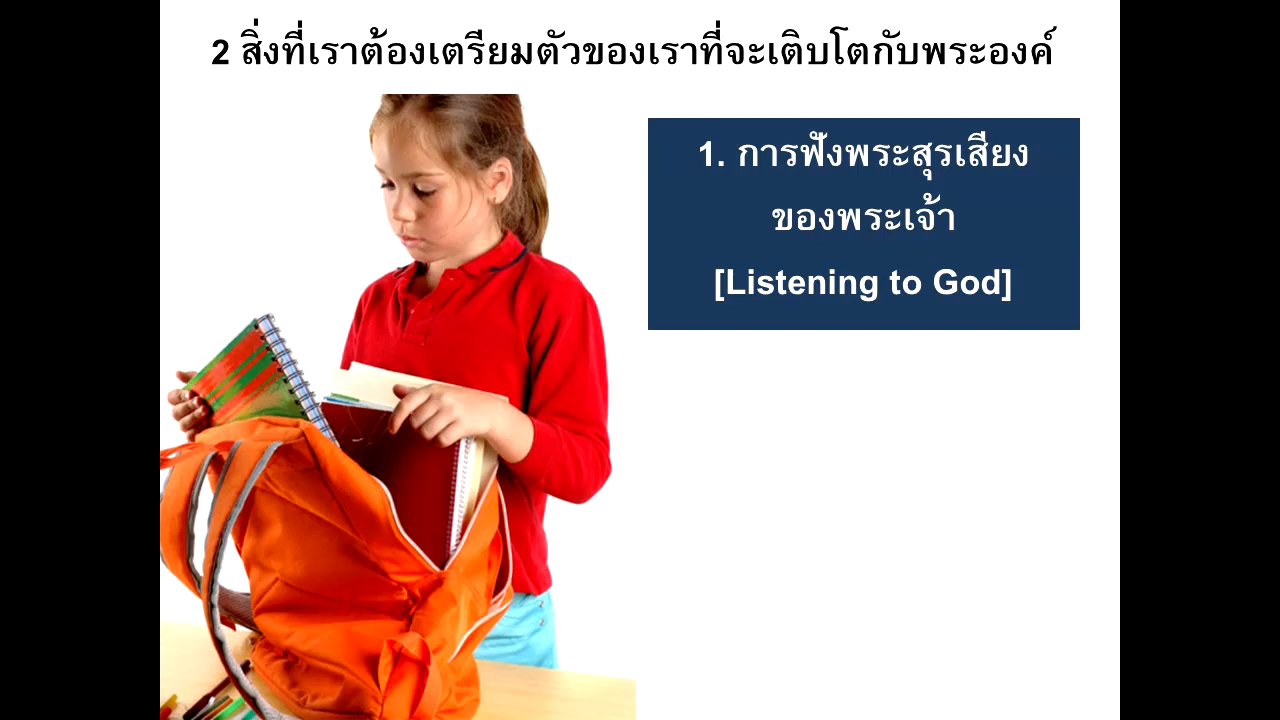 2 สิ่งที่เราต้องเตรียมตัวของเราที่จะเติบโตกับพระองค์
1. การฟังพระสุรเสียง
ของพระเจ้า
[Listening to God]